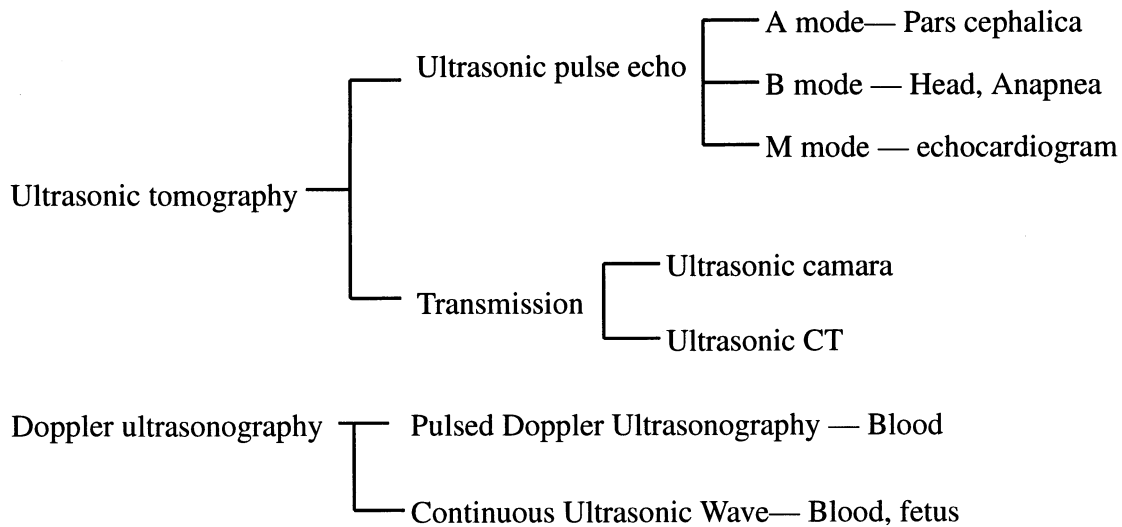 A mode— Pars cephalica
Ultrasonic pulse echo
B mode — Head, Anapnea
M mode — echocardiogram
Ultrasonic tomography
Ultrasonic camara
Transmission
Ultrasonic CT
Doppler ultrasonography
Pulsed Doppler Ultrasonography — Blood
Continuous Ultrasonic Wave— Blood, fetus